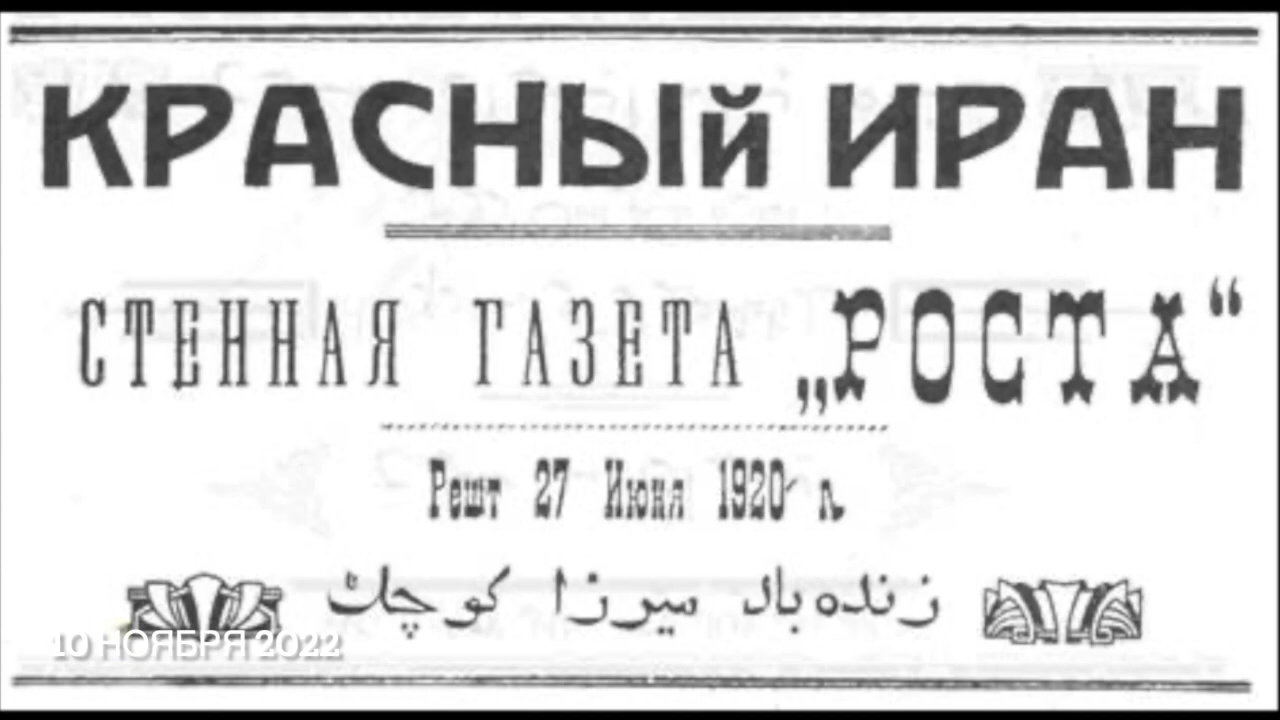 КРАСНЫЙ ИРАН
СТЕННАЯ ГАЗЕТА „РОСТА“
Решт 27 Июня 1920 г.
زنده باد میرزا کوچك
10 НОЯБРЯ 2022